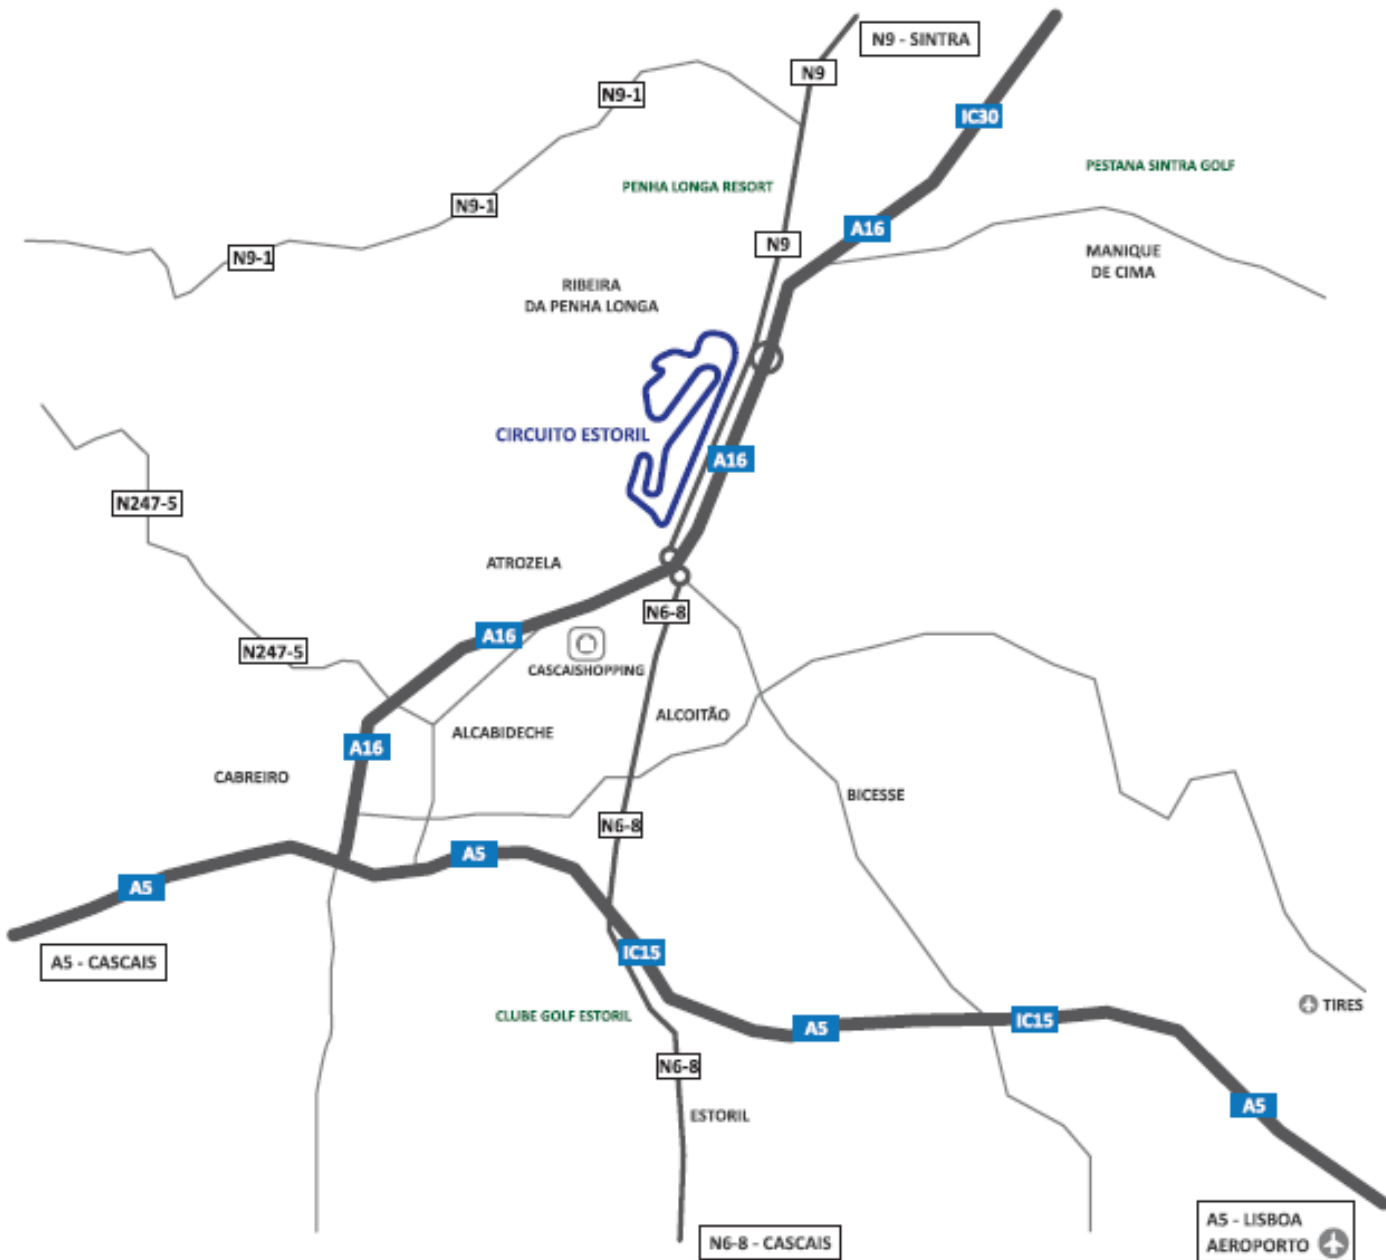 N9 - SINTRA
N9
N9-1
IC30
PESTANA SINTRA GOLF
PENHA LONGA RESORT
N9-1
A16
N9
N9-1
MANIQUE
DE CIMA
RIBEIRA
DA PENHA LONGA
CIRCUITO ESTORIL
A16
N247-5
ATROZELA
N6-8
A16
N247-5
CASCAISHOPPING
ALCOITÃO
ALCABIDECHE
A16
CABREIRO
BICESSE
N6-8
A5
A5
IC15
A5 - CASCAIS
TIRES
CLUBE GOLF ESTORIL
IC15
A5
N6-8
A5
ESTORIL
A5 - LISBOA
AEROPORTO
N6-8 - CASCAIS